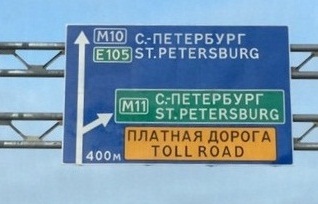 M10 С.-ПЕТЕРБУРГ
E105 ST.PETERSBURG
M11 С.-ПЕТЕРБУРГ
ST.PETERSBURG
ПЛАТНАЯ ДОРОГА
TOLL ROAD
400м